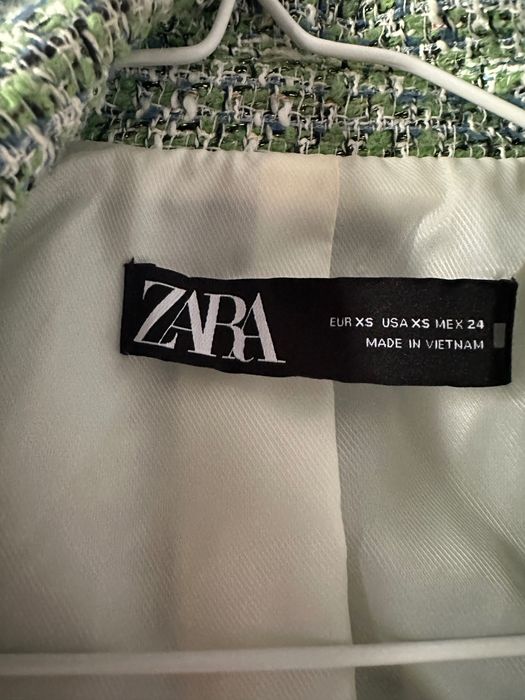 ZARA
EUR XS USA XS MEX 24
MADE IN VIETNAM